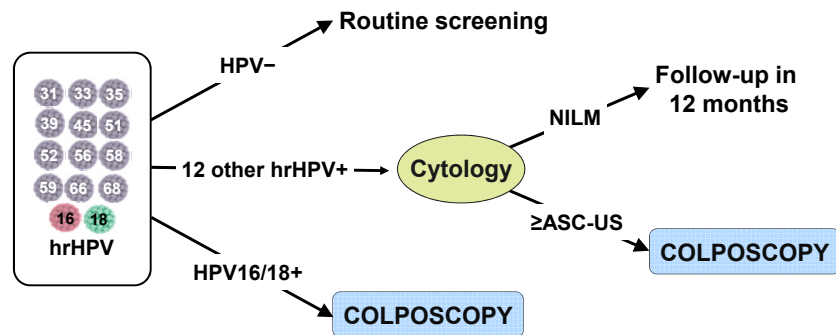 Routine screening
HPV−
31 33 35
39 45 51
52 56 58
59 66 68
16 18
hrHPV
12 other hrHPV+
Cytology
NILM
Follow-up in
12 months
≥ASC-US
COLPOSCOPY
HPV16/18+
COLPOSCOPY